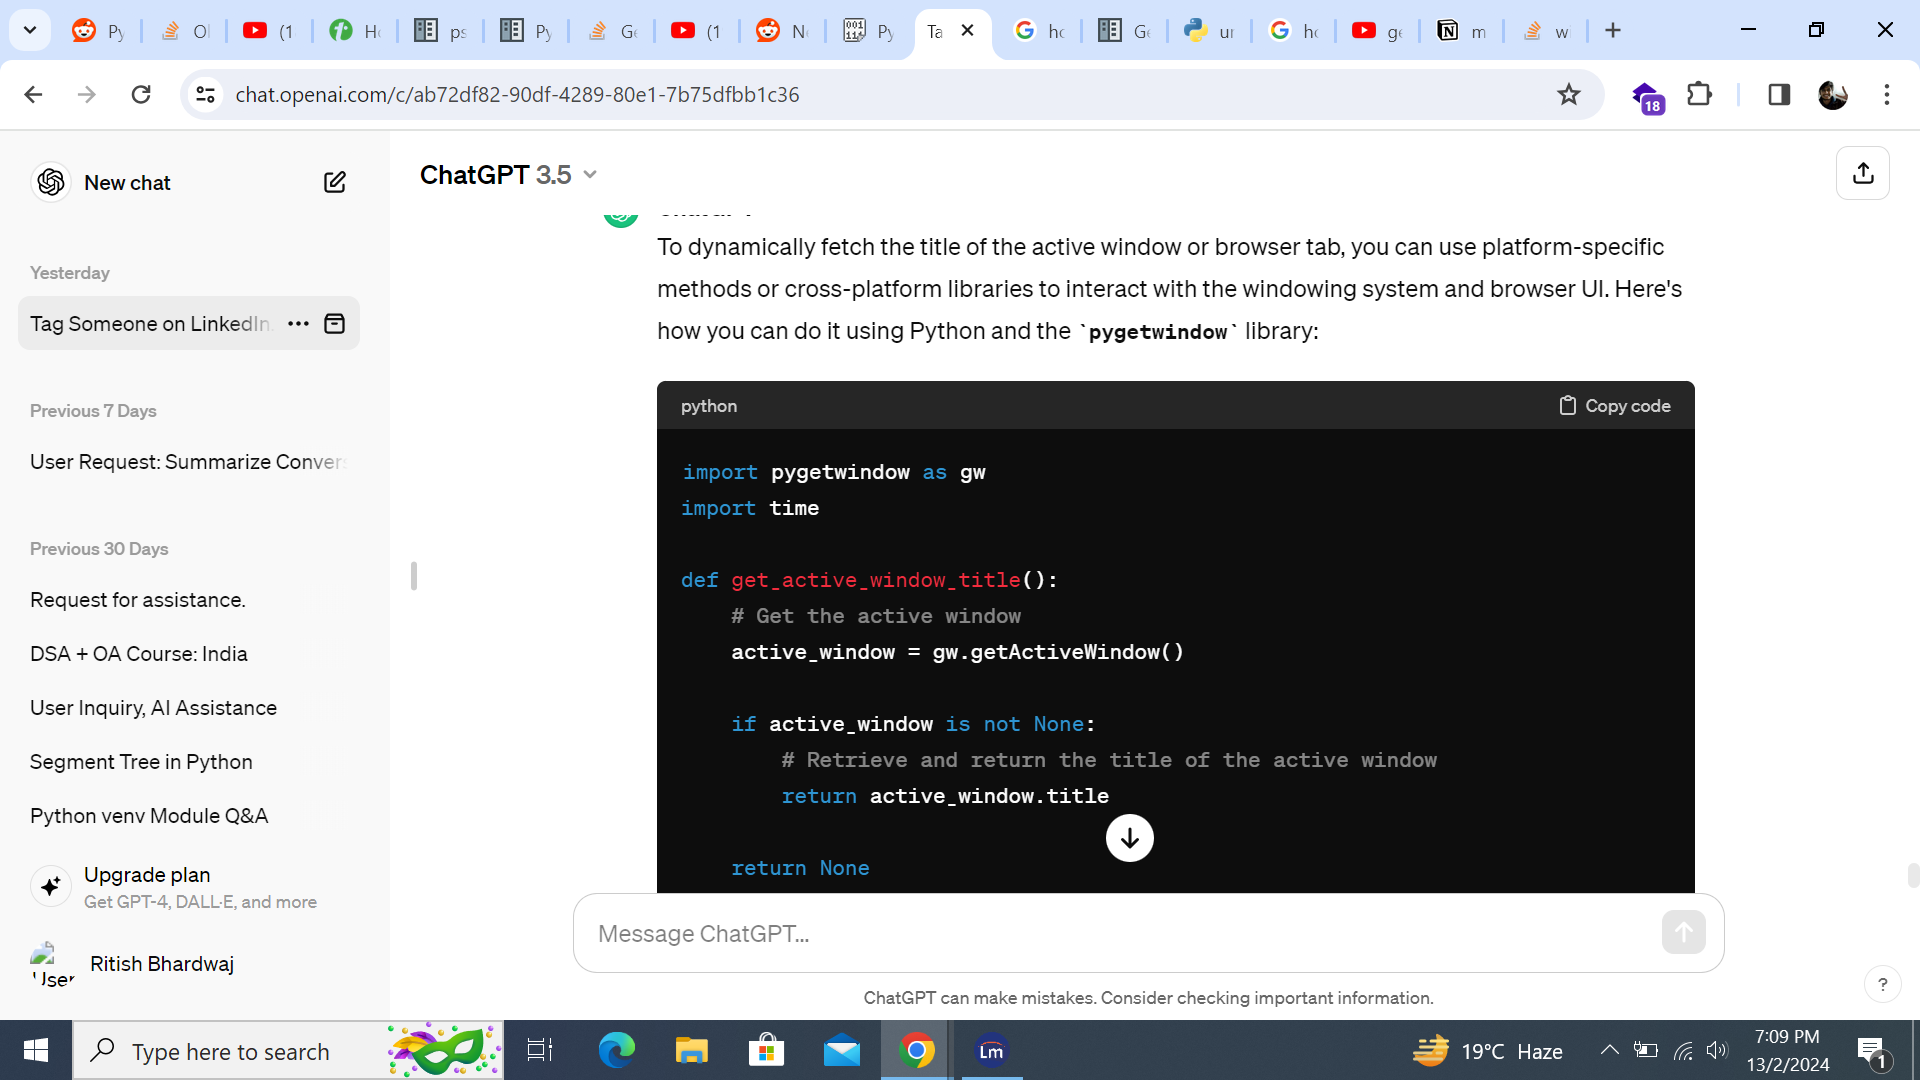 Py
O
(1
Ho
ps
Py
Ge
(1
N
Py
Ta
ho
Ge
ur
ho
ge
m
w
chat.openai.com/c/ab72df82-90df-4289-80e1-7b75dfbb1c36
18
New chat
Yesterday
Tag Someone on LinkedIn.
Previous 7 Days
User Request: Summarize Convers
Previous 30 Days
Request for assistance.
DSA + OA Course: India
User Inquiry, AI Assistance
Segment Tree in Python
Python venv Module Q&A
Upgrade plan
Get GPT-4, DALL·E, and more
User
Ritish Bhardwaj
ChatGPT 3.5
ChatGPT
To dynamically fetch the title of the active window or browser tab, you can use platform-specific
methods or cross-platform libraries to interact with the windowing system and browser UI. Here's
how you can do it using Python and the `pygetwindow` library:
python
Copy code
import pygetwindow as gw
import time
def get_active_window_title():
# Get the active window
active_window = gw.getActiveWindow()
if active_window is not None:
# Retrieve and return the title of the active window
return active_window.title
return None
Message ChatGPT...
ChatGPT can make mistakes. Consider checking important information.
?
Type here to search
Lm
19°C Haze
7:09 PM
13/2/2024
1